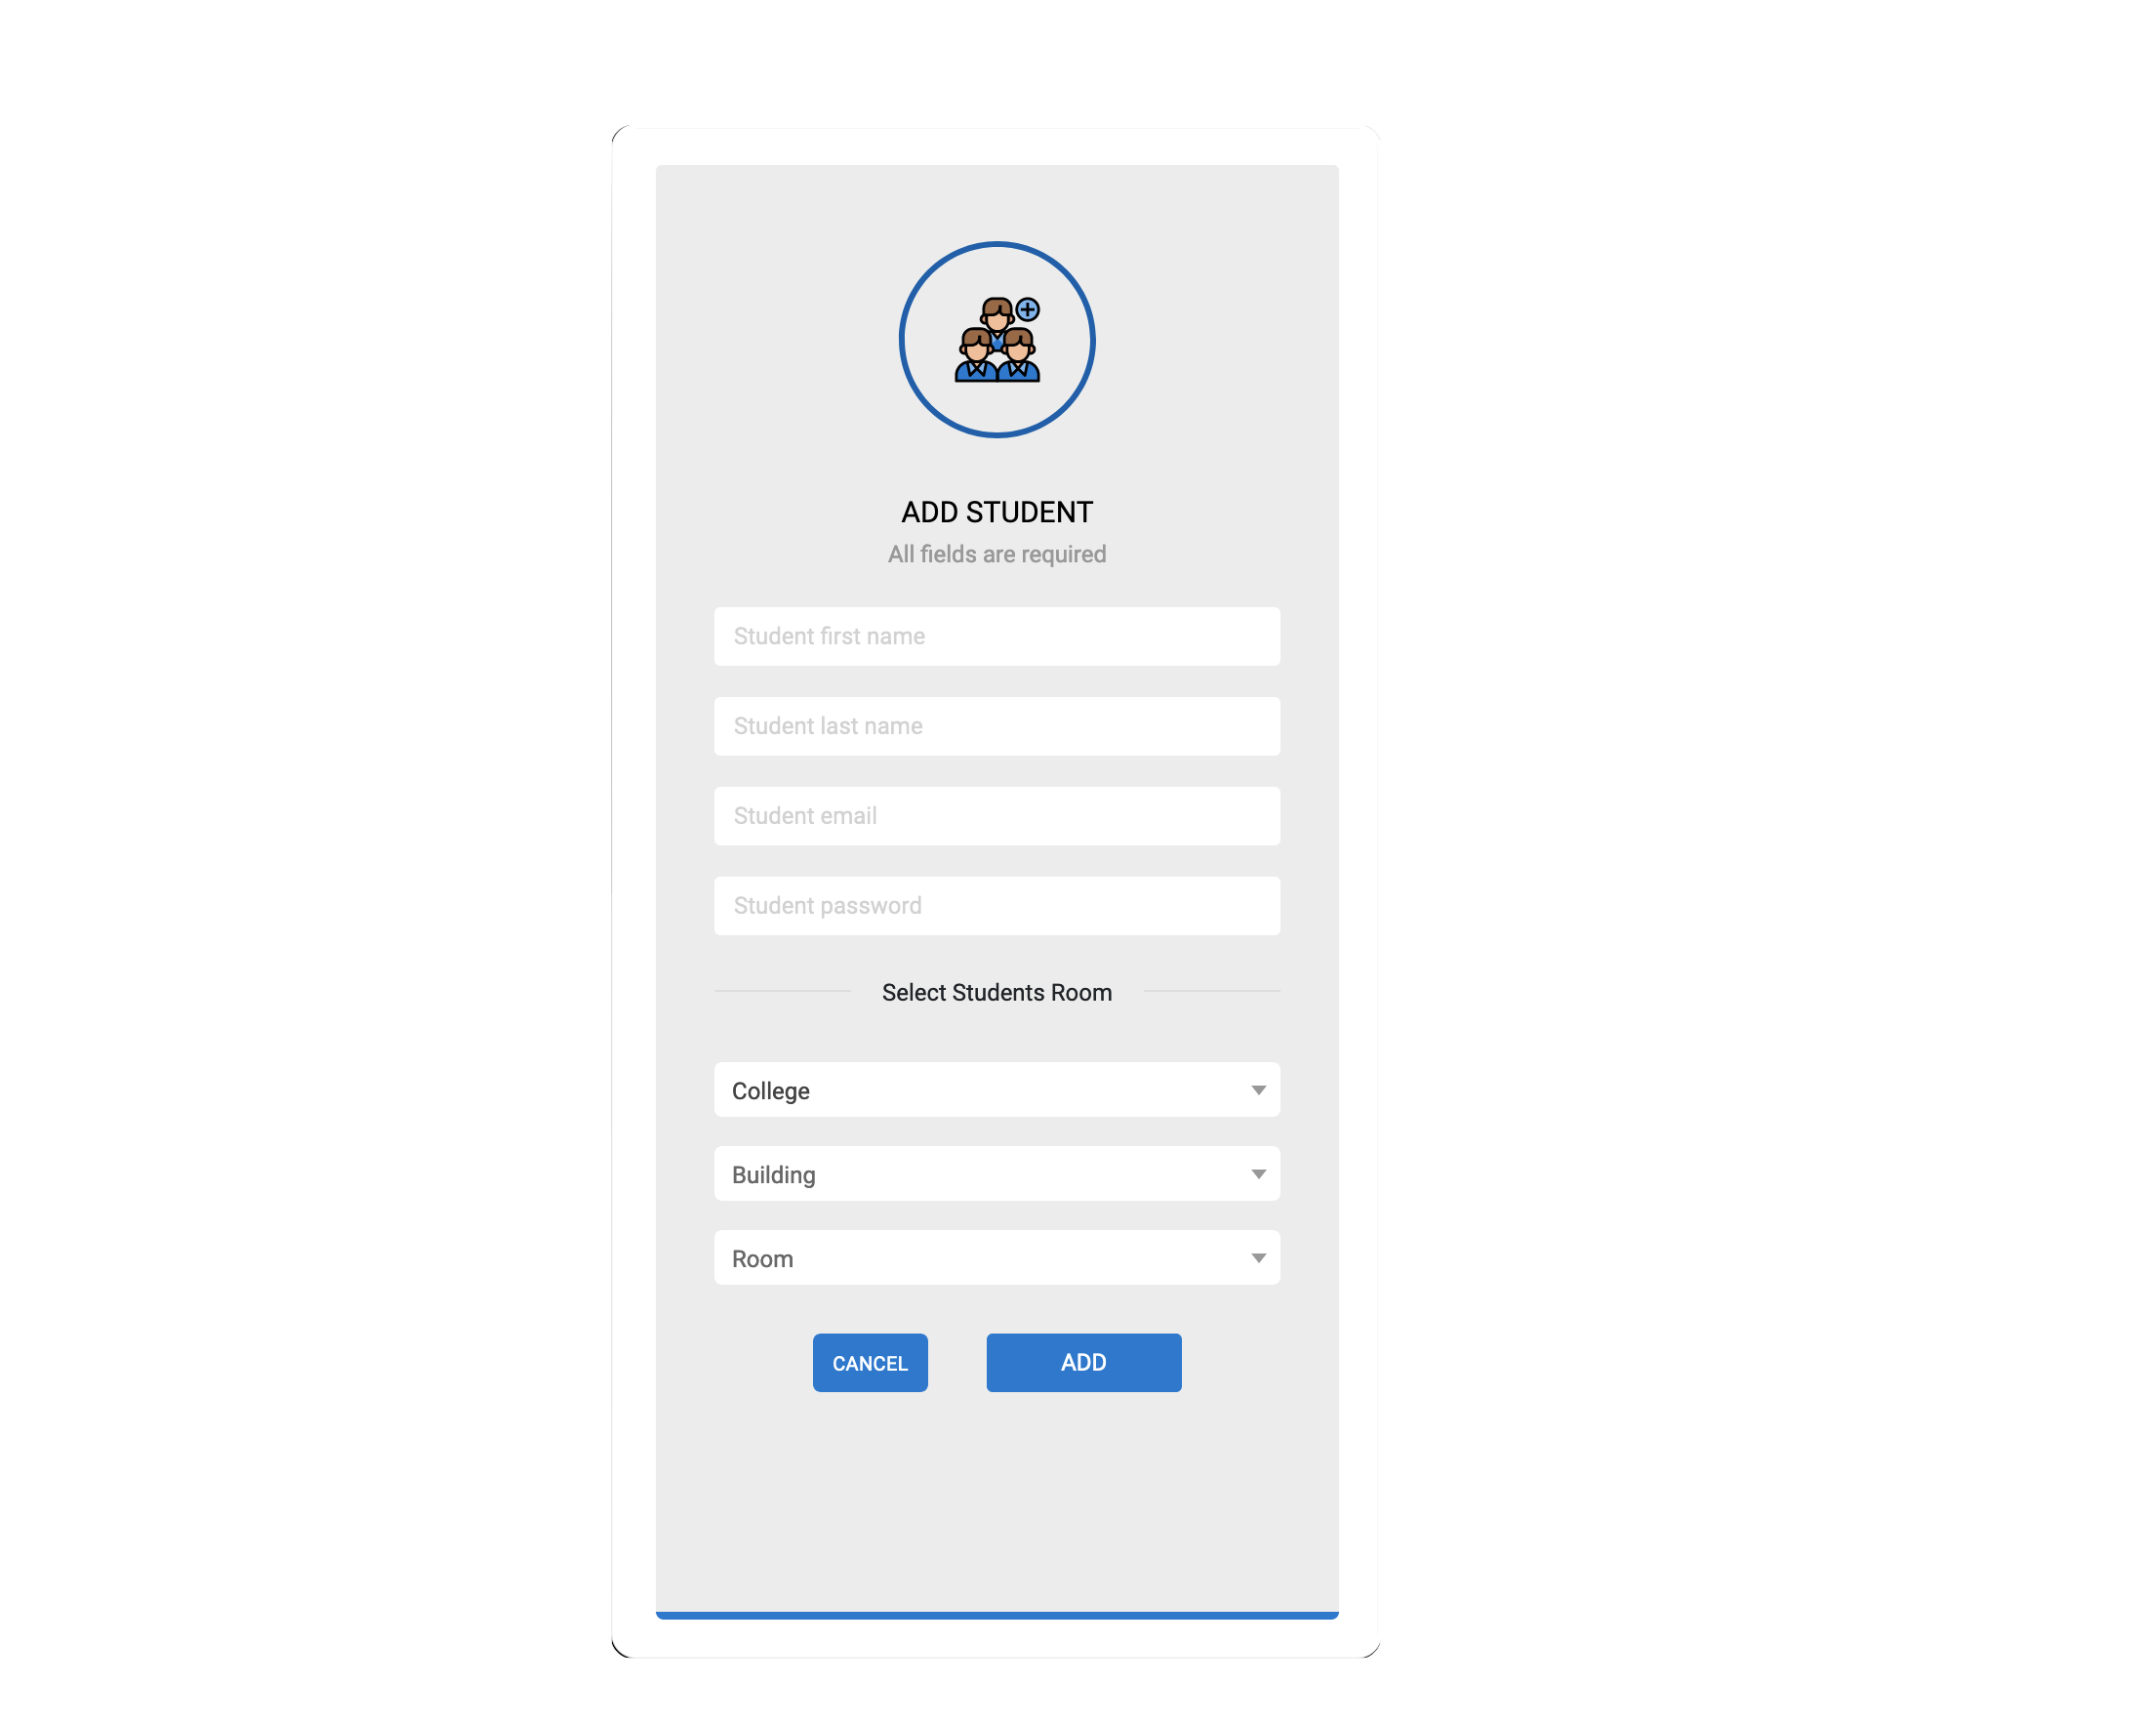 ADD STUDENT
All fields are required
Student first name
Student last name
Student email
Student password
Select Students Room
College
Building
Room
CANCEL
ADD